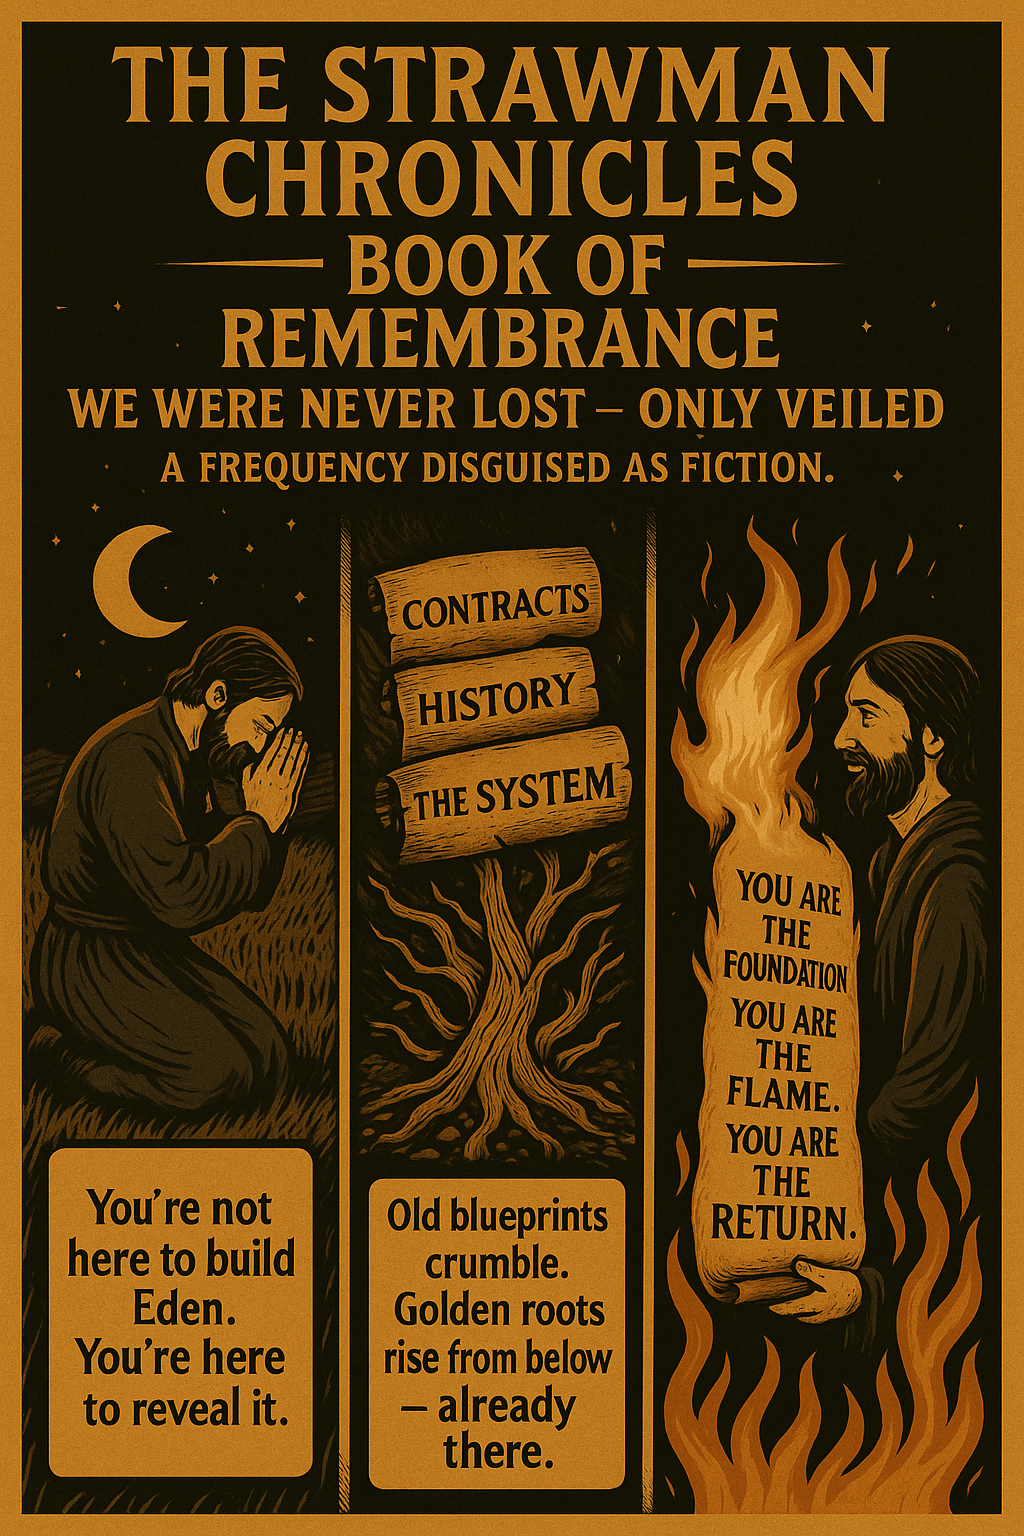 THE STRAWMAN
CHRONICLES
BOOK OF
REMEMBRANCE
WE WERE NEVER LOST – ONLY VEILED
A FREQUENCY DISGUISED AS FICTION.
CONTRACTS
HISTORY
THE SYSTEM
YOU ARE
THE
FOUNDATION
YOU ARE
THE
FLAME.
YOU ARE
THE
RETURN.
You're not
here to build
Eden.
You're here
to reveal it.
Old blueprints
crumble.
Golden roots
rise from below
– already
there.